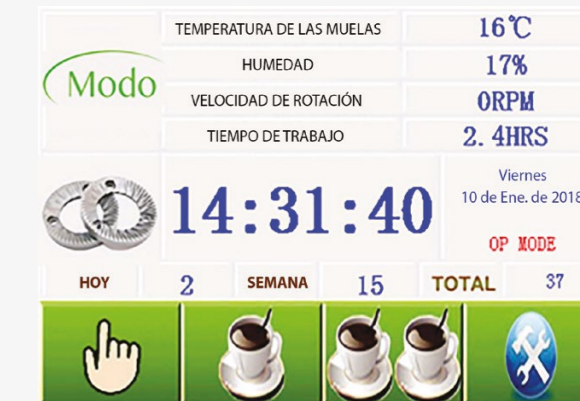 TEMPERATURA DE LAS MUELAS 16℃
HUMEDAD 17%
Modo
VELOCIDAD DE ROTACIÓN 0RPM
TIEMPO DE TRABAJO 2.4HRS
14:31:40
Viernes
10 de Ene. de 2018
OP MODE
HOY 2 SEMANA 15 TOTAL 37